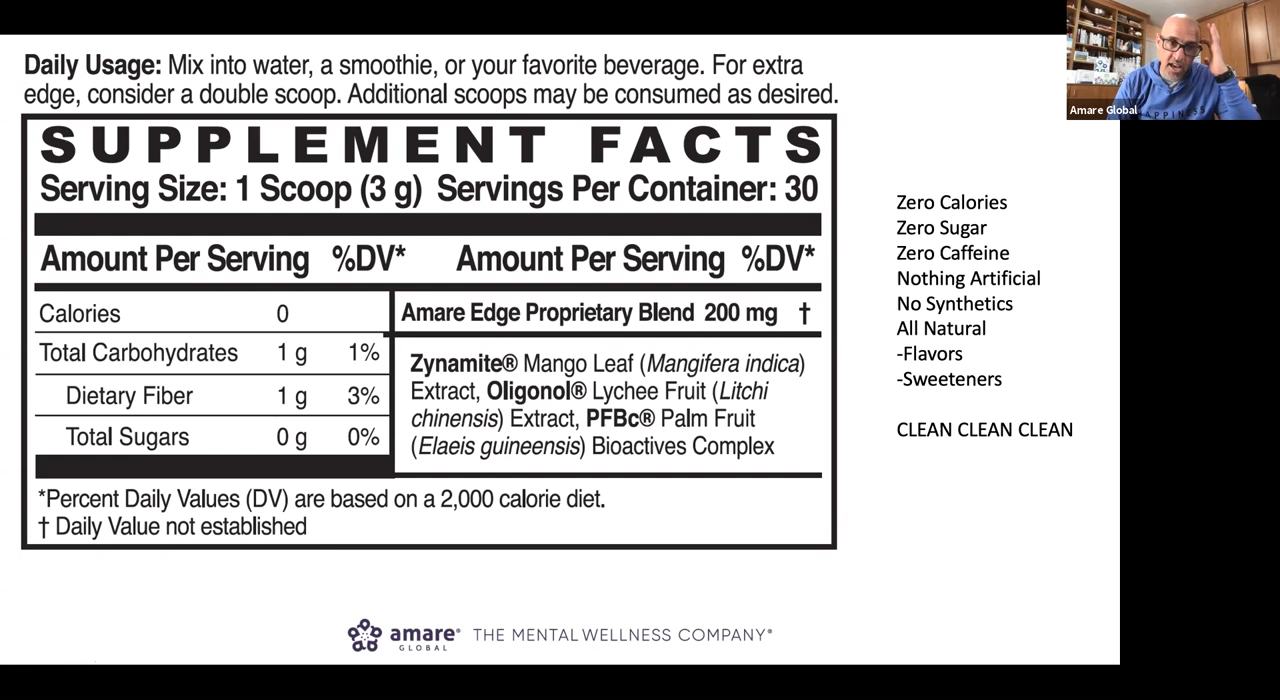 Daily Usage: Mix into water, a smoothie, or your favorite beverage. For extra
edge, consider a double scoop. Additional scoops may be consumed as desired.
SUPPLEMENT FACTS
Serving Size: 1 Scoop (3 g) Servings Per Container: 30
Amount Per Serving %DV* Amount Per Serving %DV*
Calories 0
Total Carbohydrates 1 g 1%
Dietary Fiber 1 g 3%
Total Sugars 0 g 0%
Amare Edge Proprietary Blend 200 mg †
Zynamite® Mango Leaf (Mangifera indica)
Extract, Oligonol® Lychee Fruit (Litchi
chinensis) Extract, PFBc® Palm Fruit
(Elaeis guineensis) Bioactives Complex
*Percent Daily Values (DV) are based on a 2,000 calorie diet.
† Daily Value not established
Amare Global
Zero Calories
Zero Sugar
Zero Caffeine
Nothing Artificial
No Synthetics
All Natural
-Flavors
-Sweeteners
CLEAN CLEAN CLEAN
amare® THE MENTAL WELLNESS COMPANY®
GLOBAL